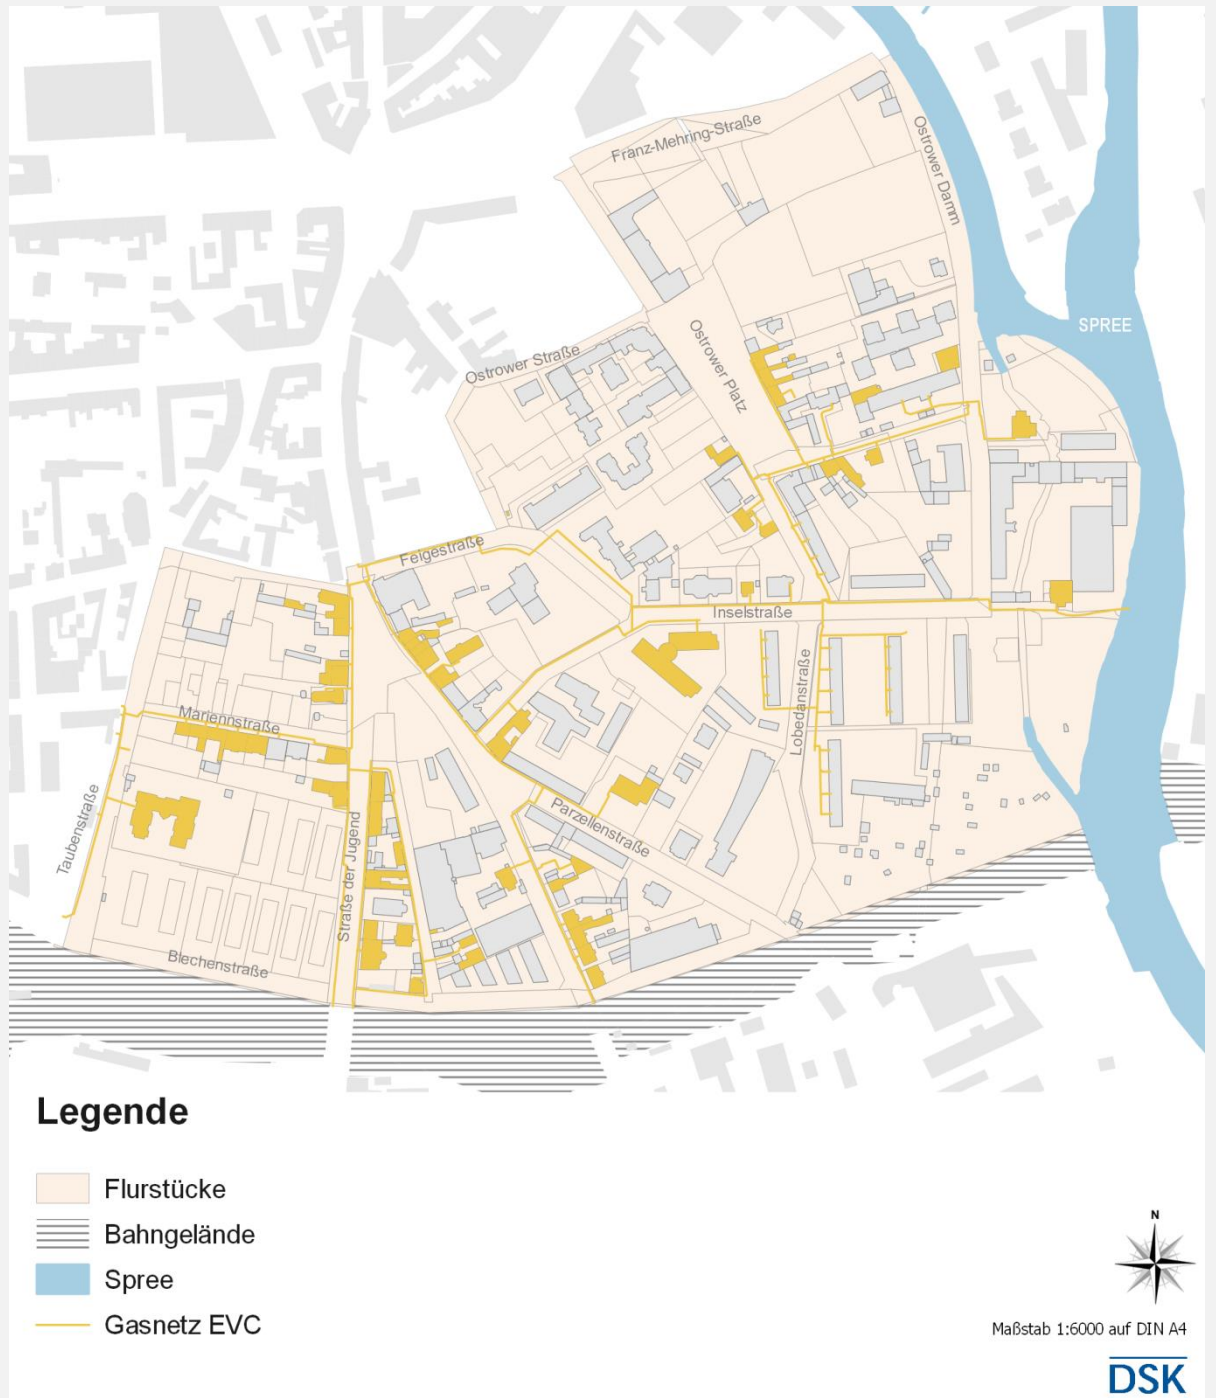 Franz-Mehring-Straße
Ostrower Damm
SPREE
Ostrower Platz
Ostrower Straße
Feigestraße
Inselstraße
Lobedanstraße
Mariennstraße
Taubenstraße
Parzellenstraße
Straße der Jugend
Blechenstraße
Legende
Flurstücke
Bahngelände
Spree
Gasnetz EVC
N
Maßstab 1:6000 auf DIN A4
DSK